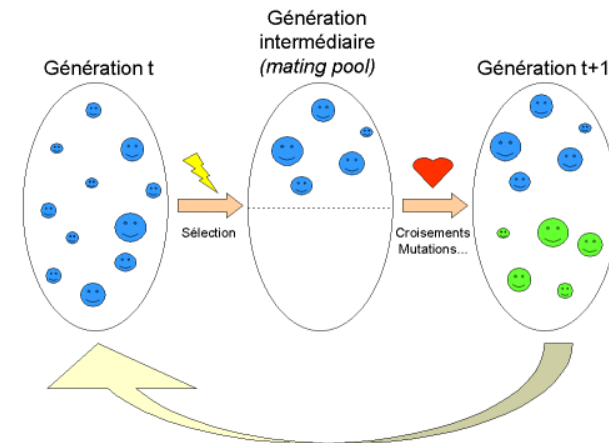 Génération t
Génération
intermédiaire
(mating pool)
Génération t+1
Sélection
Croisements
Mutations...